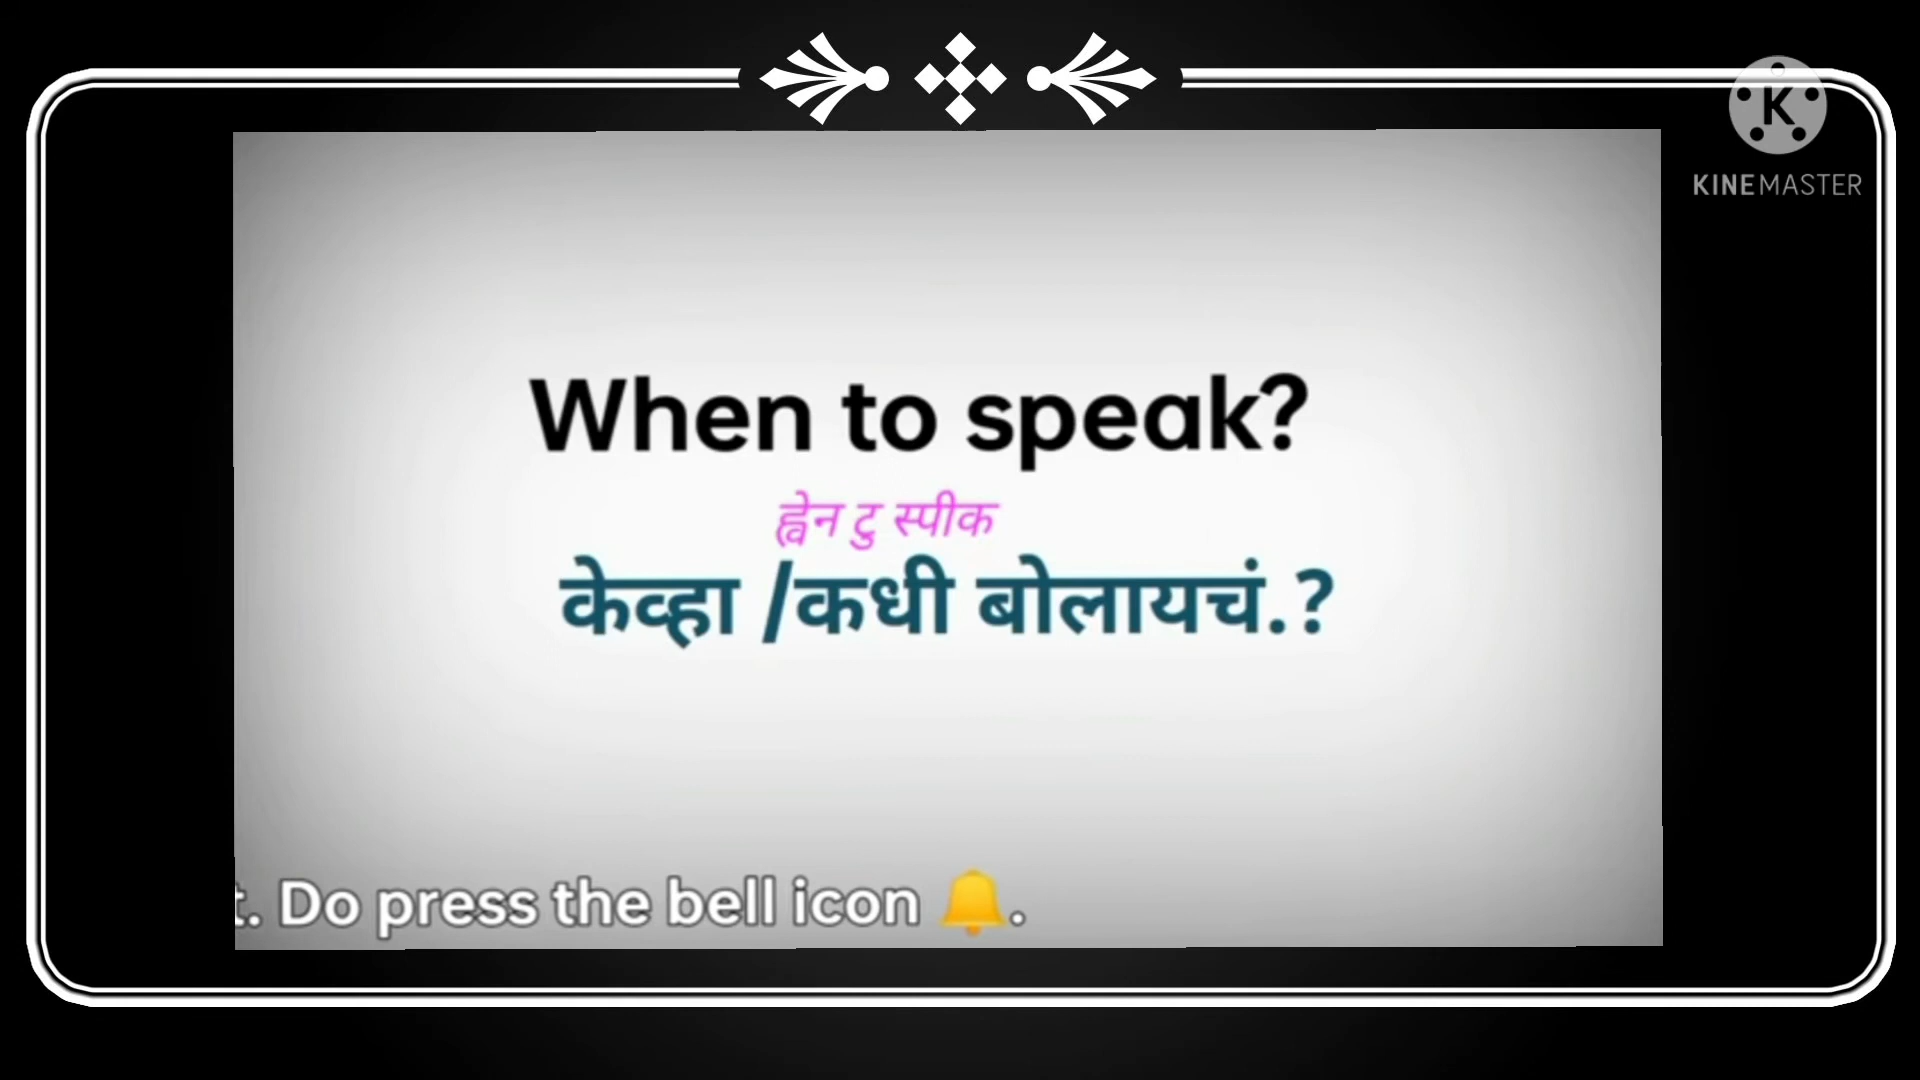 K
KINEMASTER
When to speak?
ह्वेन टु स्पीक
केव्हा /कधी बोलायचं.?
. Do press the bell icon 🔔.